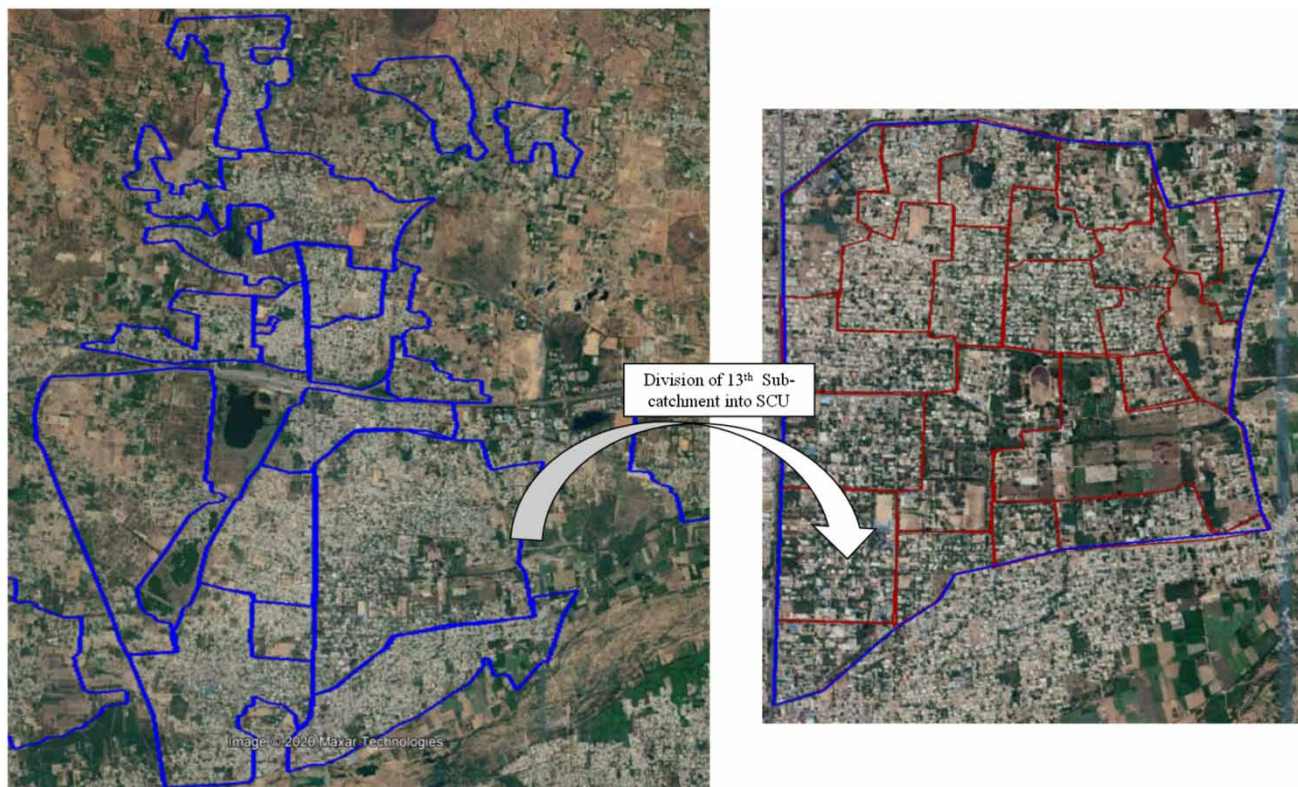 Division of 13th Sub-
catchment into SCU
Image © 2020 Maxar Technologies